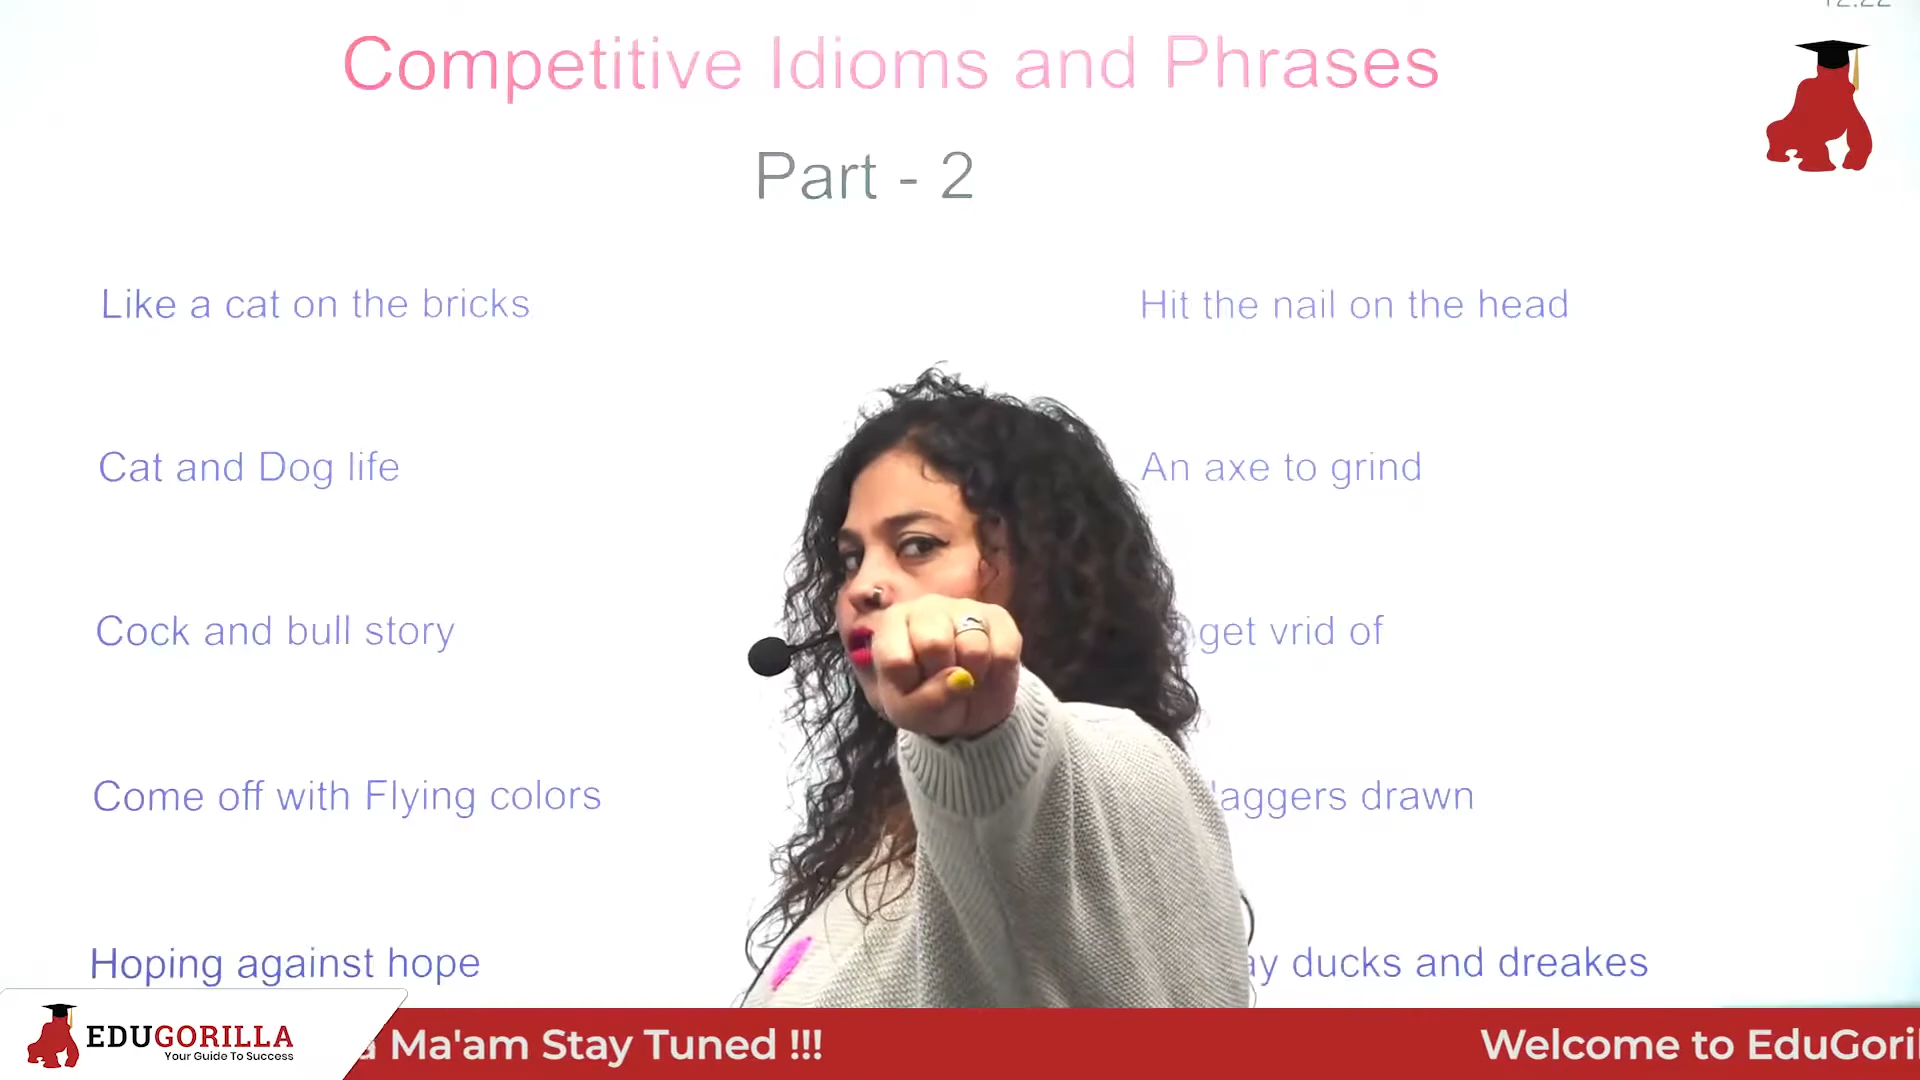 Competitive Idioms and Phrases
Part - 2
Like a cat on the bricks
Hit the nail on the head
Cat and Dog life
An axe to grind
Cock and bull story
get vrid of
Come off with Flying colors
drawn
Hoping against hope
ducks and dreakes
EDUGORILLA
Your Guide To Success
Ma'am Stay Tuned !!!
Welcome to